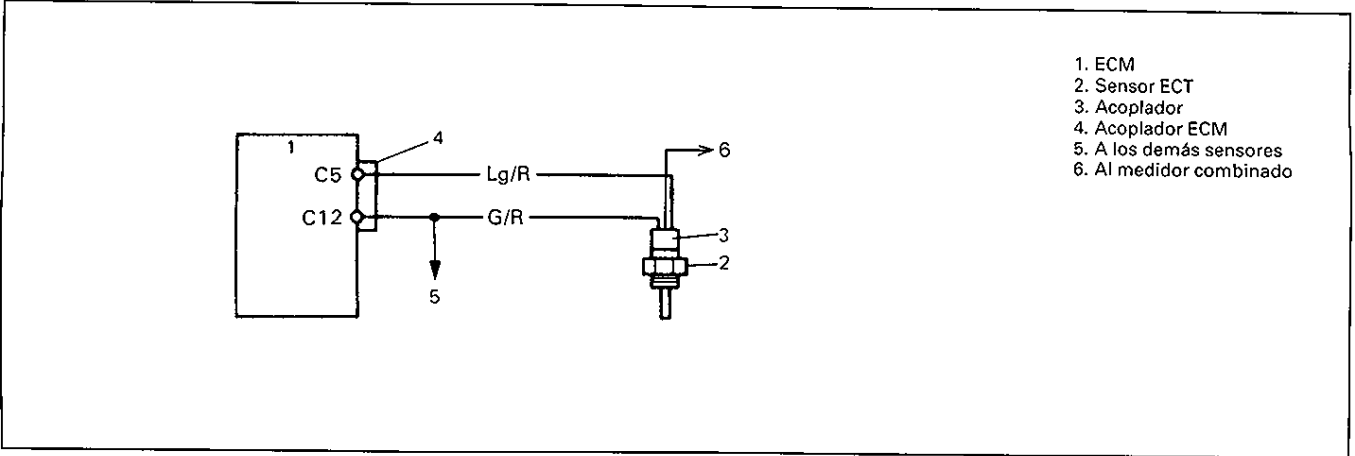 1. ECM
2. Sensor ECT
3. Acoplador
4. Acoplador ECM
5. A los demás sensores
6. Al medidor combinado
1
4
6
C5
Lg/R
C12
G/R
3
2
5